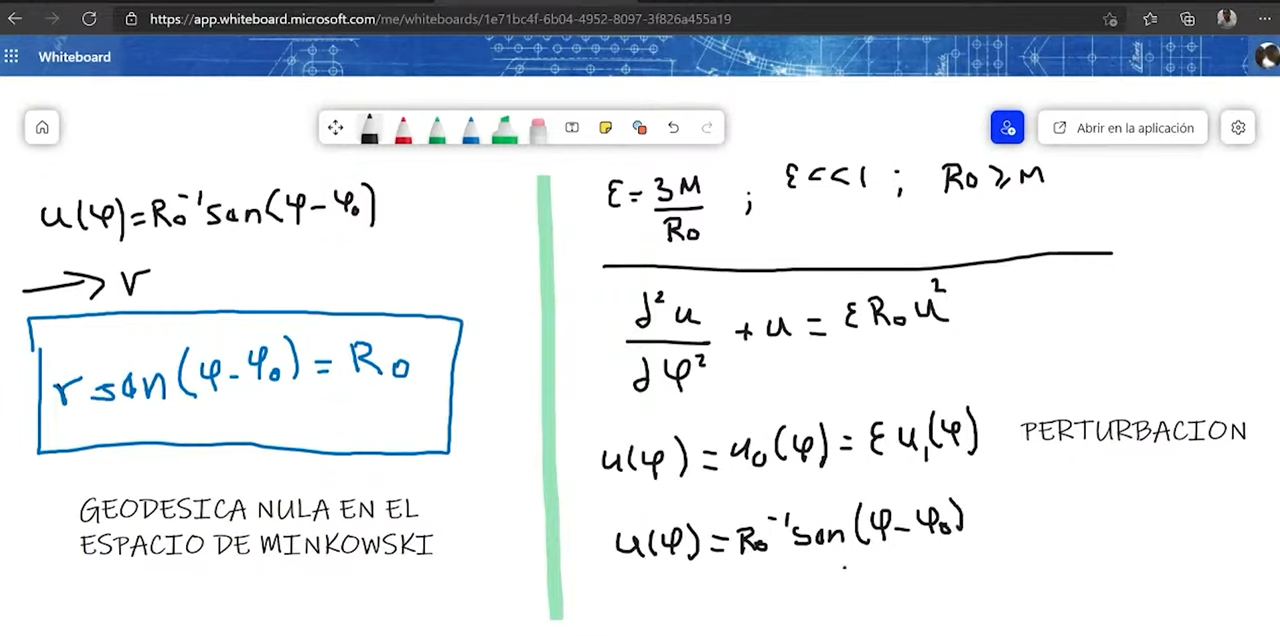 https://app.whiteboard.microsoft.com/me/whiteboards/1e71bc4f-6b04-4952-8097-3f826a455a19
Whiteboard
Abrir en la aplicación
u(φ)=R₀⁻¹sen(φ-φ₀)
→ r
r sen(φ-φ₀) = R₀
GEODESICA NULA EN EL
ESPACIO DE MINKOWSKI
ε = 3M/R₀ ; ε<<1 ; R₀ ⩾ M
d²u/dφ² + u = εR₀u²
u(φ) = u₀(φ) = εu₁(φ) PERTURBACION
u(φ) = R₀⁻¹sen(φ-φ₀)